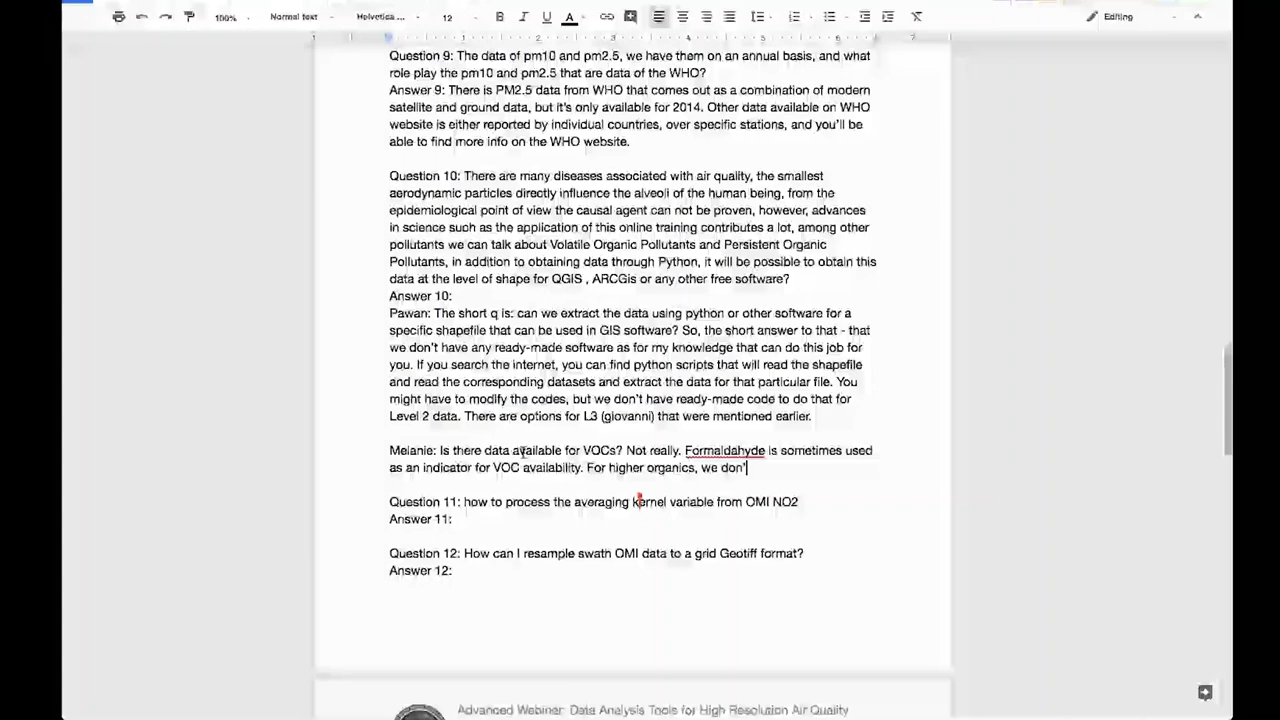 100%
Normal text
Helvetica ...
12
B I U A
Editing
1 1 2 3 4 5 6 7
Question 9: The data of pm10 and pm2.5, we have them on an annual basis, and what
role play the pm10 and pm2.5 that are data of the WHO?
Answer 9: There is PM2.5 data from WHO that comes out as a combination of modern
satellite and ground data, but it's only available for 2014. Other data available on WHO
website is either reported by individual countries, over specific stations, and you'll be
able to find more info on the WHO website.
Question 10: There are many diseases associated with air quality, the smallest
aerodynamic particles directly influence the alveoli of the human being, from the
epidemiological point of view the causal agent can not be proven, however, advances
in science such as the application of this online training contributes a lot, among other
pollutants we can talk about Volatile Organic Pollutants and Persistent Organic
Pollutants, in addition to obtaining data through Python, it will be possible to obtain this
data at the level of shape for QGIS , ARCGis or any other free software?
Answer 10:
Pawan: The short q is: can we extract the data using python or other software for a
specific shapefile that can be used in GIS software? So, the short answer to that - that
we don't have any ready-made software as for my knowledge that can do this job for
you. If you search the internet, you can find python scripts that will read the shapefile
and read the corresponding datasets and extract the data for that particular file. You
might have to modify the codes, but we don't have ready-made code to do that for
Level 2 data. There are options for L3 (giovanni) that were mentioned earlier.
Melanie: Is there data available for VOCs? Not really. Formaldahyde is sometimes used
as an indicator for VOC availability. For higher organics, we don'
Question 11: how to process the averaging kernel variable from OMI NO2
Answer 11:
Question 12: How can I resample swath OMI data to a grid Geotiff format?
Answer 12:
Advanced Webinar: Data Analysis Tools for High Resolution Air Quality